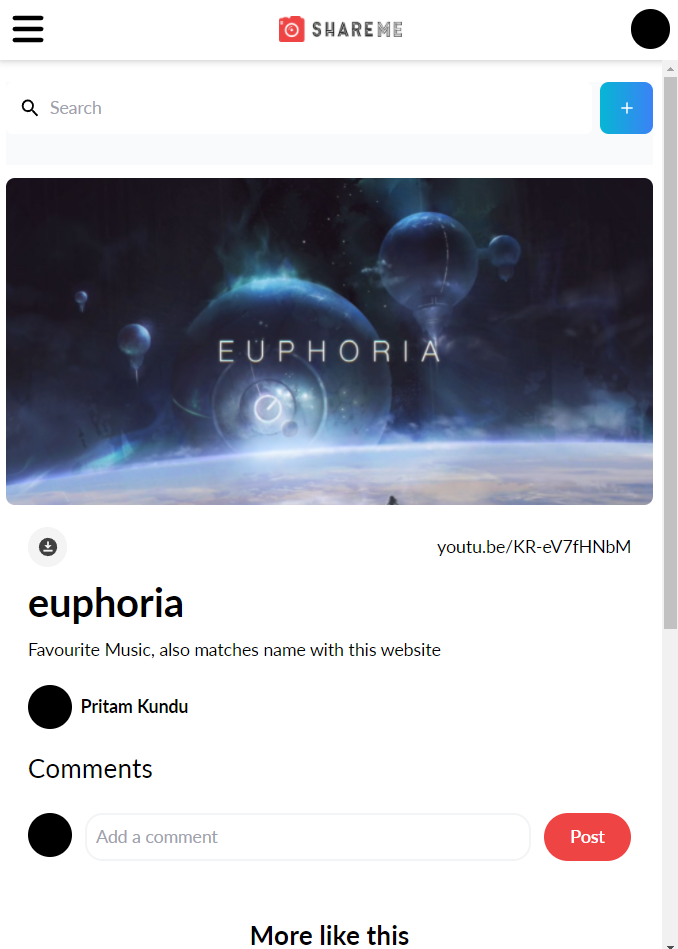 SHAREME
Search
+
EUPHORIA
youtu.be/KR-eV7fHNbM
euphoria
Favourite Music, also matches name with this website
Pritam Kundu
Comments
Add a comment
Post
More like this